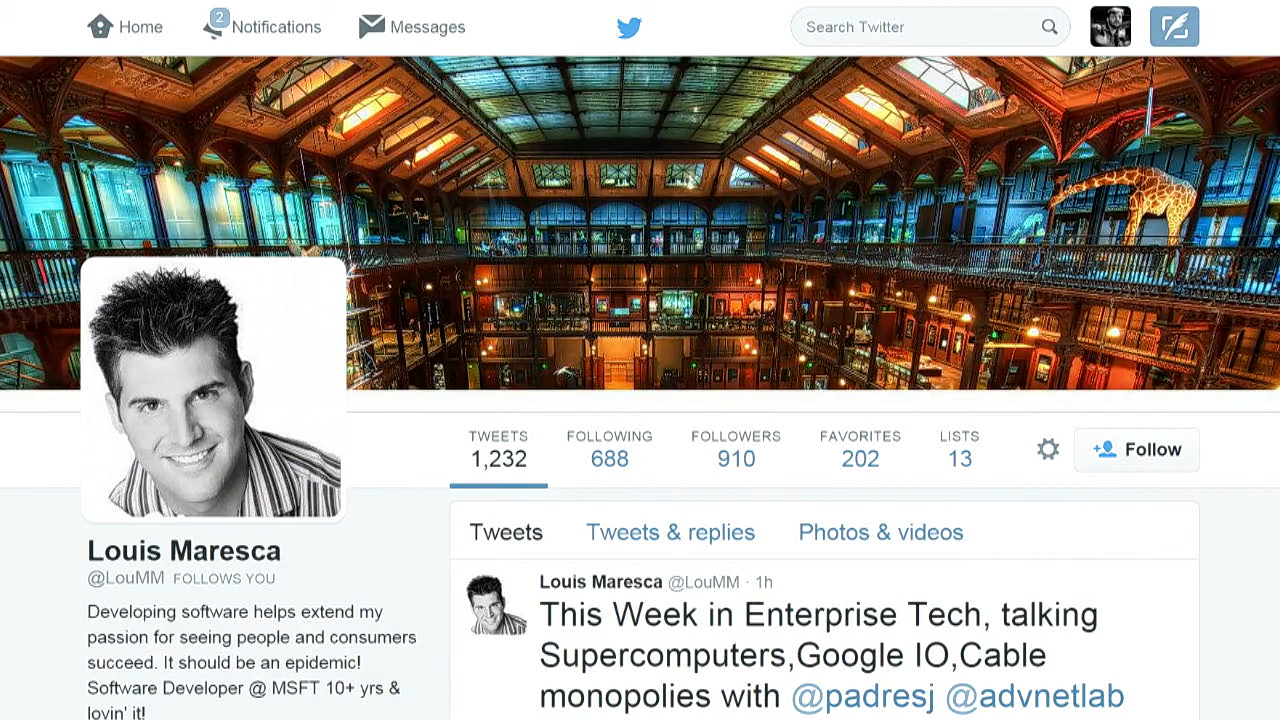 Home 2 Notifications Messages Search Twitter
TWEETS FOLLOWING FOLLOWERS FAVORITES LISTS
1,232 688 910 202 13 Follow
Tweets Tweets & replies Photos & videos
Louis Maresca
@LouMM FOLLOWS YOU
Developing software helps extend my
passion for seeing people and consumers
succeed. It should be an epidemic!
Software Developer @ MSFT 10+ yrs &
lovin' it!
Louis Maresca @LouMM · 1h
This Week in Enterprise Tech, talking
Supercomputers,Google IO,Cable
monopolies with @padresj @advnetlab